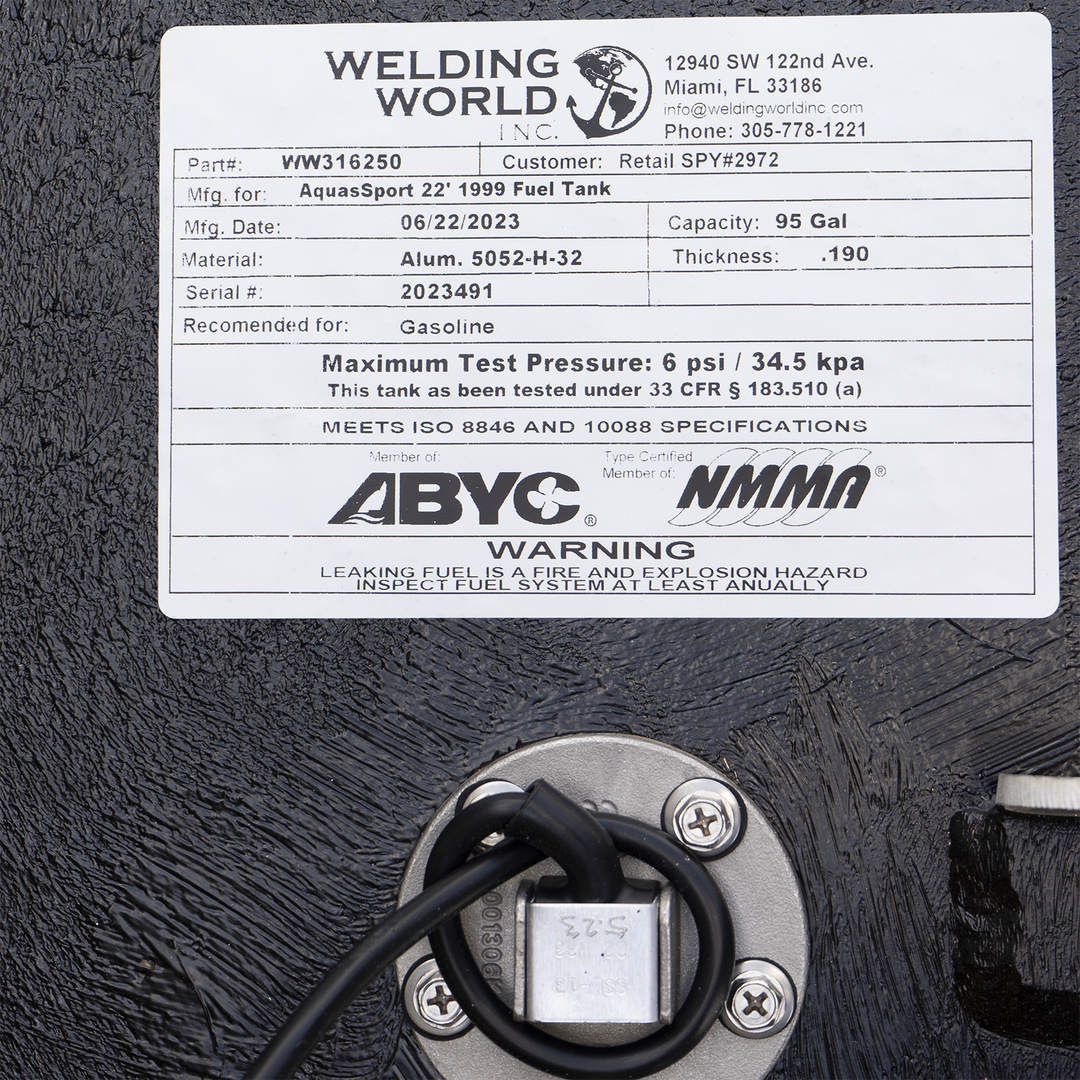 WELDING
WORLD
INC.
12940 SW 122nd Ave.
Miami, FL 33186
info@weldingworldinc.com
Phone: 305-778-1221
Part#: WW316250 Customer: Retail SPY#2972
Mfg. for: AquasSport 22' 1999 Fuel Tank
Mfg. Date: 06/22/2023 Capacity: 95 Gal
Material: Alum. 5052-H-32 Thickness: .190
Serial #: 2023491
Recomended for: Gasoline
Maximum Test Pressure: 6 psi / 34.5 kpa
This tank as been tested under 33 CFR § 183.510 (a)
MEETS ISO 8846 AND 10088 SPECIFICATIONS
Member of:
ABYC®
Type Certified
Member of:
NMMA®
WARNING
LEAKING FUEL IS A FIRE AND EXPLOSION HAZARD
INSPECT FUEL SYSTEM AT LEAST ANUALLY
523